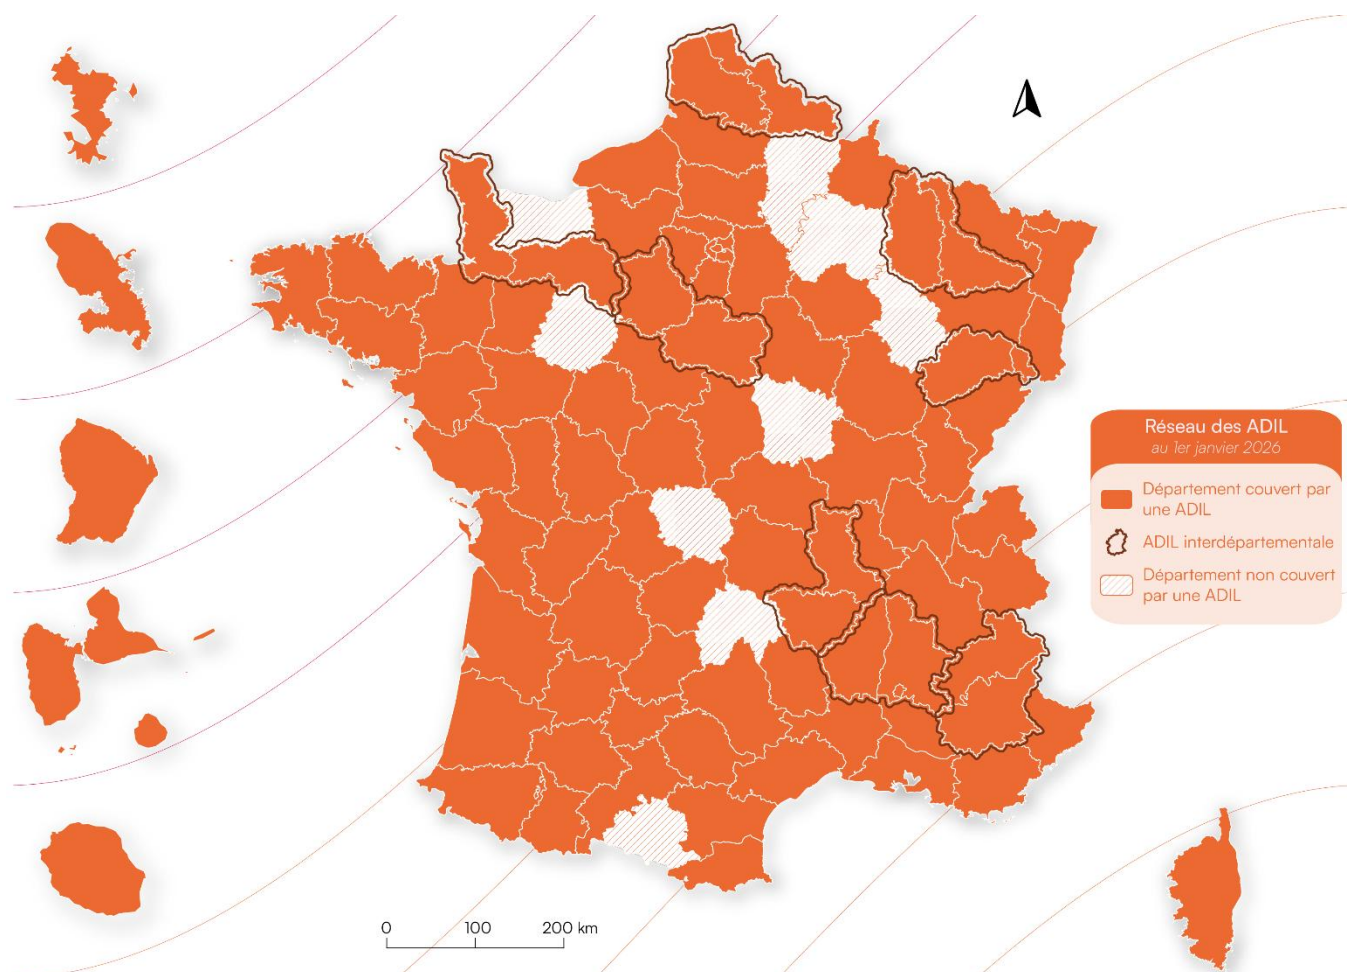 Réseau des ADIL
au 1er janvier 2026
Département couvert par
une ADIL
ADIL interdépartementale
Département non couvert
par une ADIL
0 100 200 km